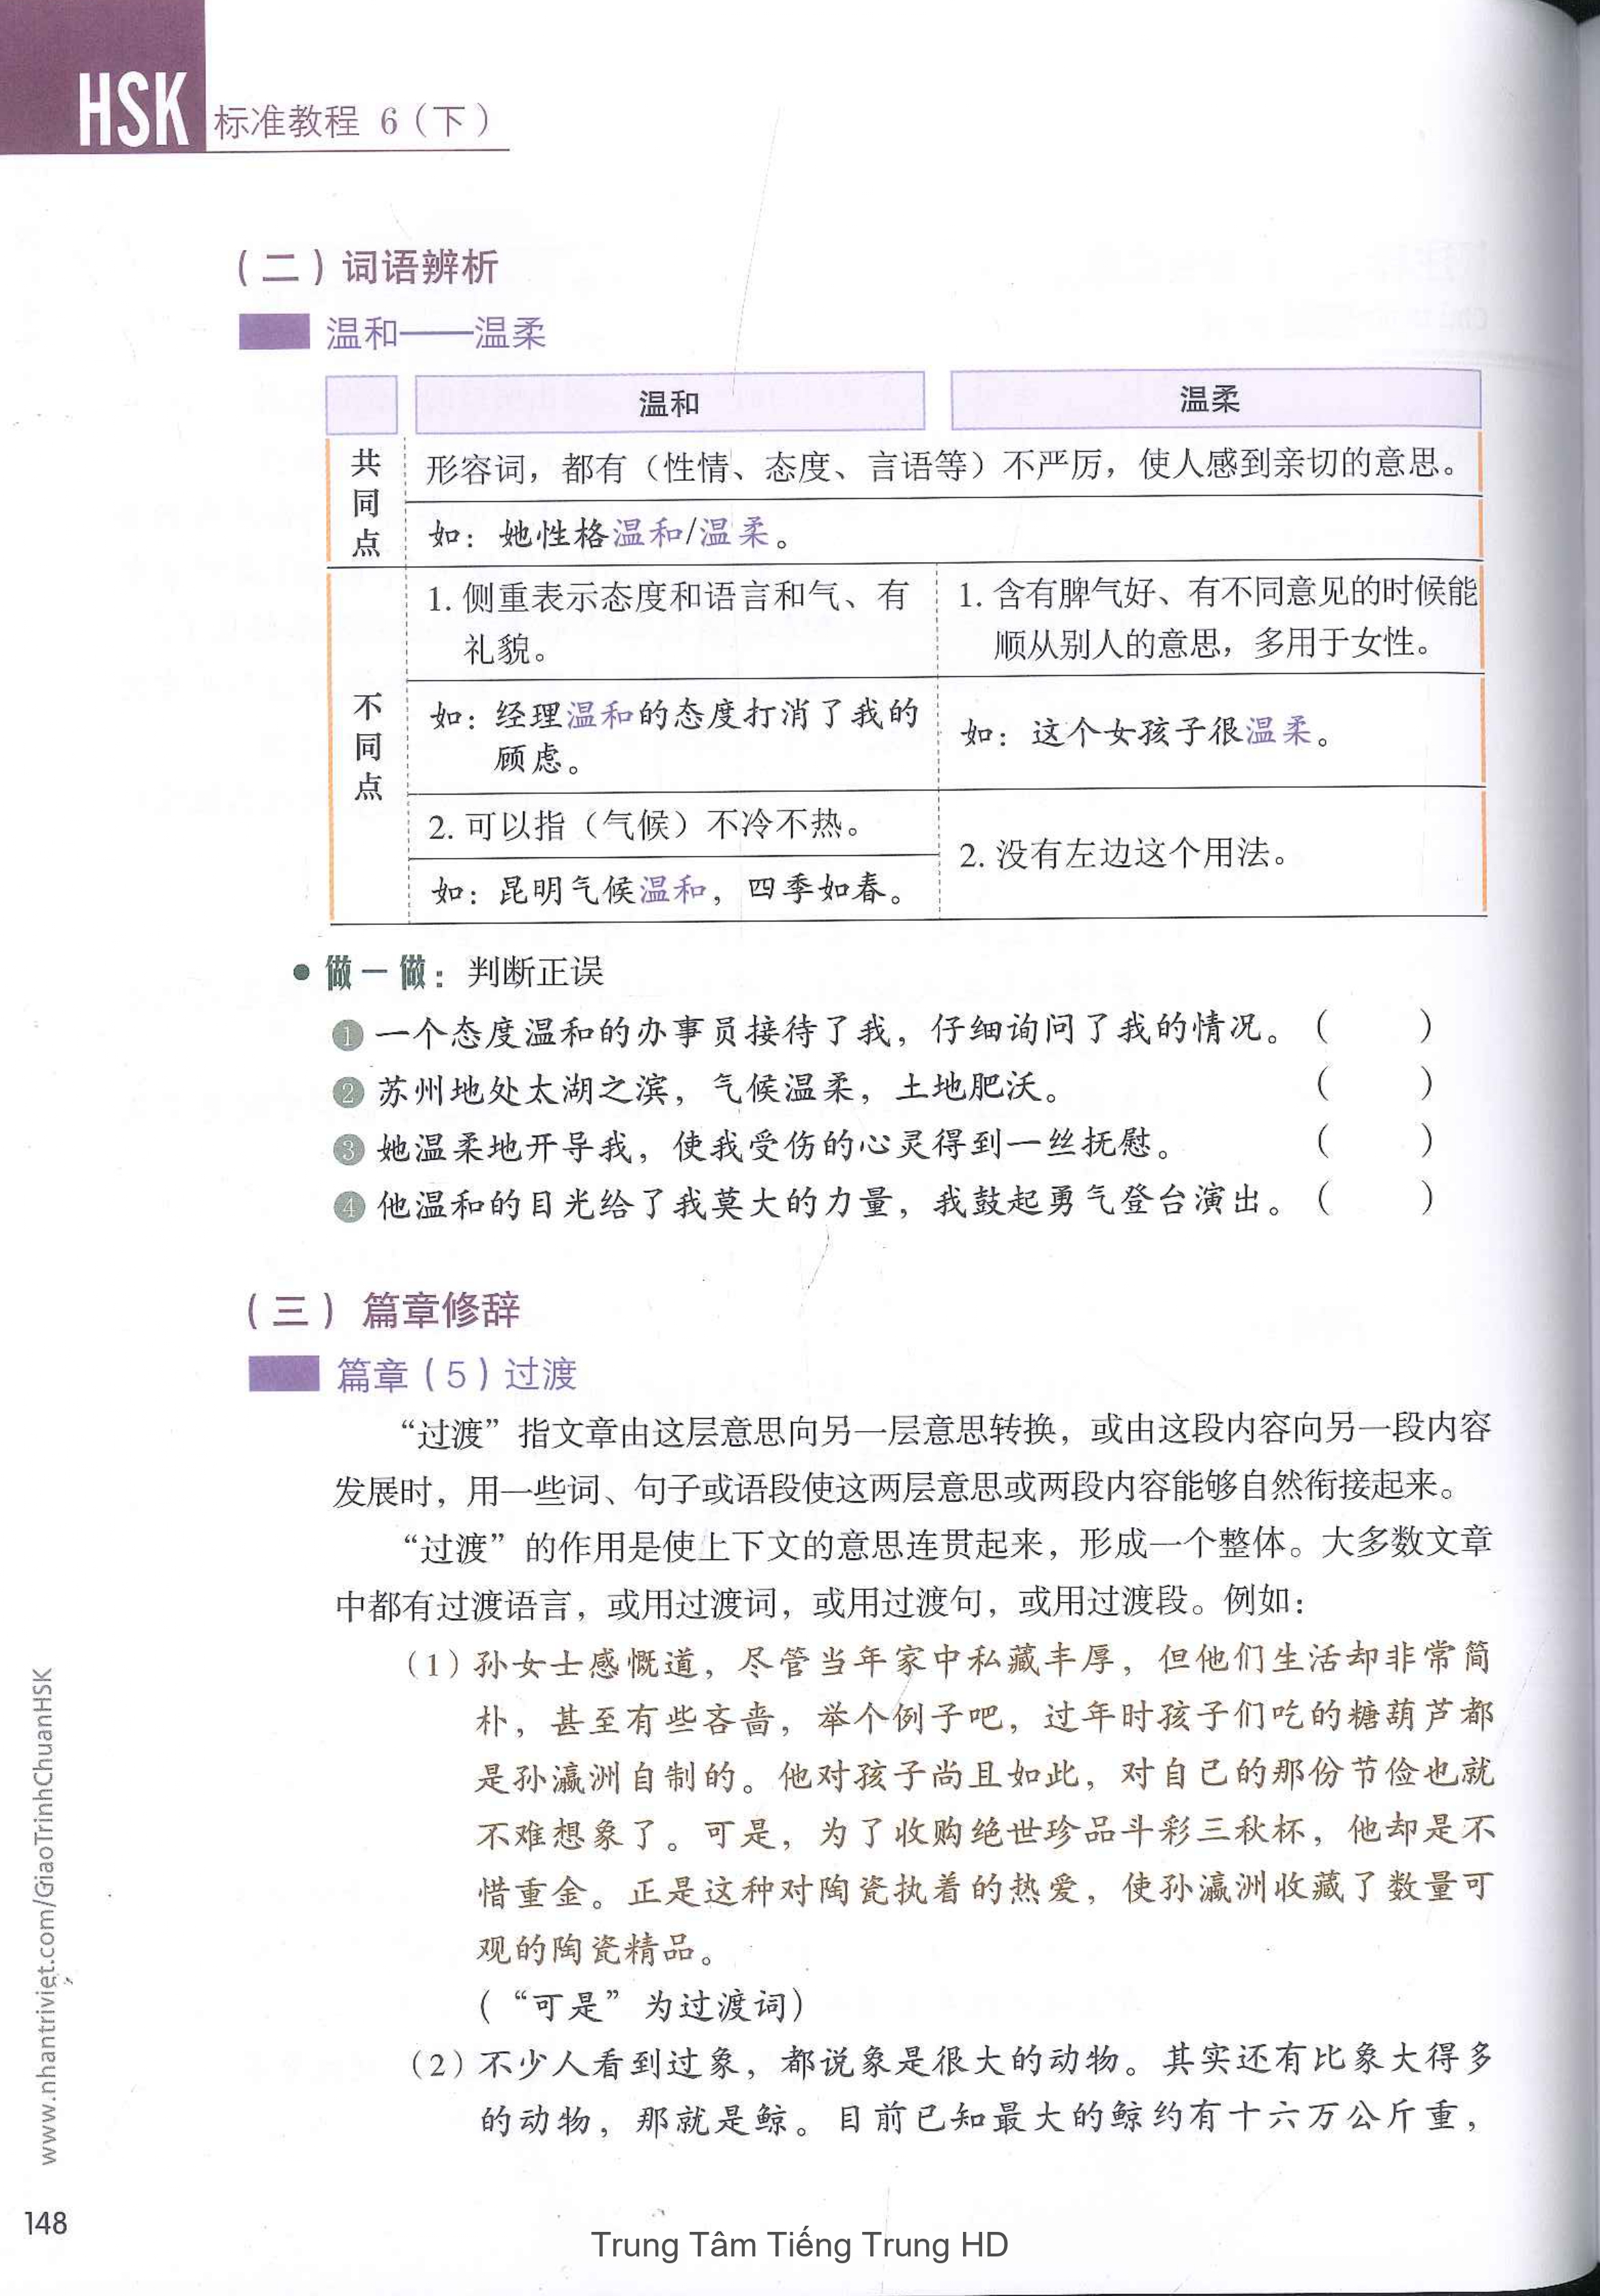 HSK 标准教程 6（下）
（二）词语辨析
温和——温柔
温和 温柔
共同点
形容词，都有（性情、态度、言语等）不严厉，使人感到亲切的意思。
如：她性格温和/温柔。
不同点
1. 侧重表示态度和语言和气、有
礼貌。
1. 含有脾气好、有不同意见的时候能
顺从别人的意思，多用于女性。
如：经理温和的态度打消了我的
顾虑。
如：这个女孩子很温柔。
2. 可以指（气候）不冷不热。
如：昆明气候温和，四季如春。
2. 没有左边这个用法。
● 做一做：判断正误
1 一个态度温和的办事员接待了我，仔细询问了我的情况。（ ）
2 苏州地处太湖之滨，气候温柔，土地肥沃。（ ）
3 她温柔地开导我，使我受伤的心灵得到一丝抚慰。（ ）
4 他温和的目光给了我莫大的力量，我鼓起勇气登台演出。（ ）
（三）篇章修辞
篇章（5）过渡
“过渡”指文章由这层意思向另一层意思转换，或由这段内容向另一段内容
发展时，用一些词、句子或语段使这两层意思或两段内容能够自然衔接起来。
“过渡”的作用是使上下文的意思连贯起来，形成一个整体。大多数文章
中都有过渡语言，或用过渡词，或用过渡句，或用过渡段。例如：
（1）孙女士感慨道，尽管当年家中私藏丰厚，但他们生活却非常简
朴，甚至有些吝啬，举个例子吧，过年时孩子们吃的糖葫芦都
是孙瀛洲自制的。他对孩子尚且如此，对自己的那份节俭也就
不难想象了。可是，为了收购绝世珍品斗彩三秋杯，他却是不
惜重金。正是这种对陶瓷执着的热爱，使孙瀛洲收藏了数量可
观的陶瓷精品。
（“可是”为过渡词）
（2）不少人看到过象，都说象是很大的动物。其实还有比象大得多
的动物，那就是鲸。目前已知最大的鲸约有十六万公斤重，
www.nhantriviet.com/GiaoTrinhChuanHSK
148
Trung Tâm Tiếng Trung HD